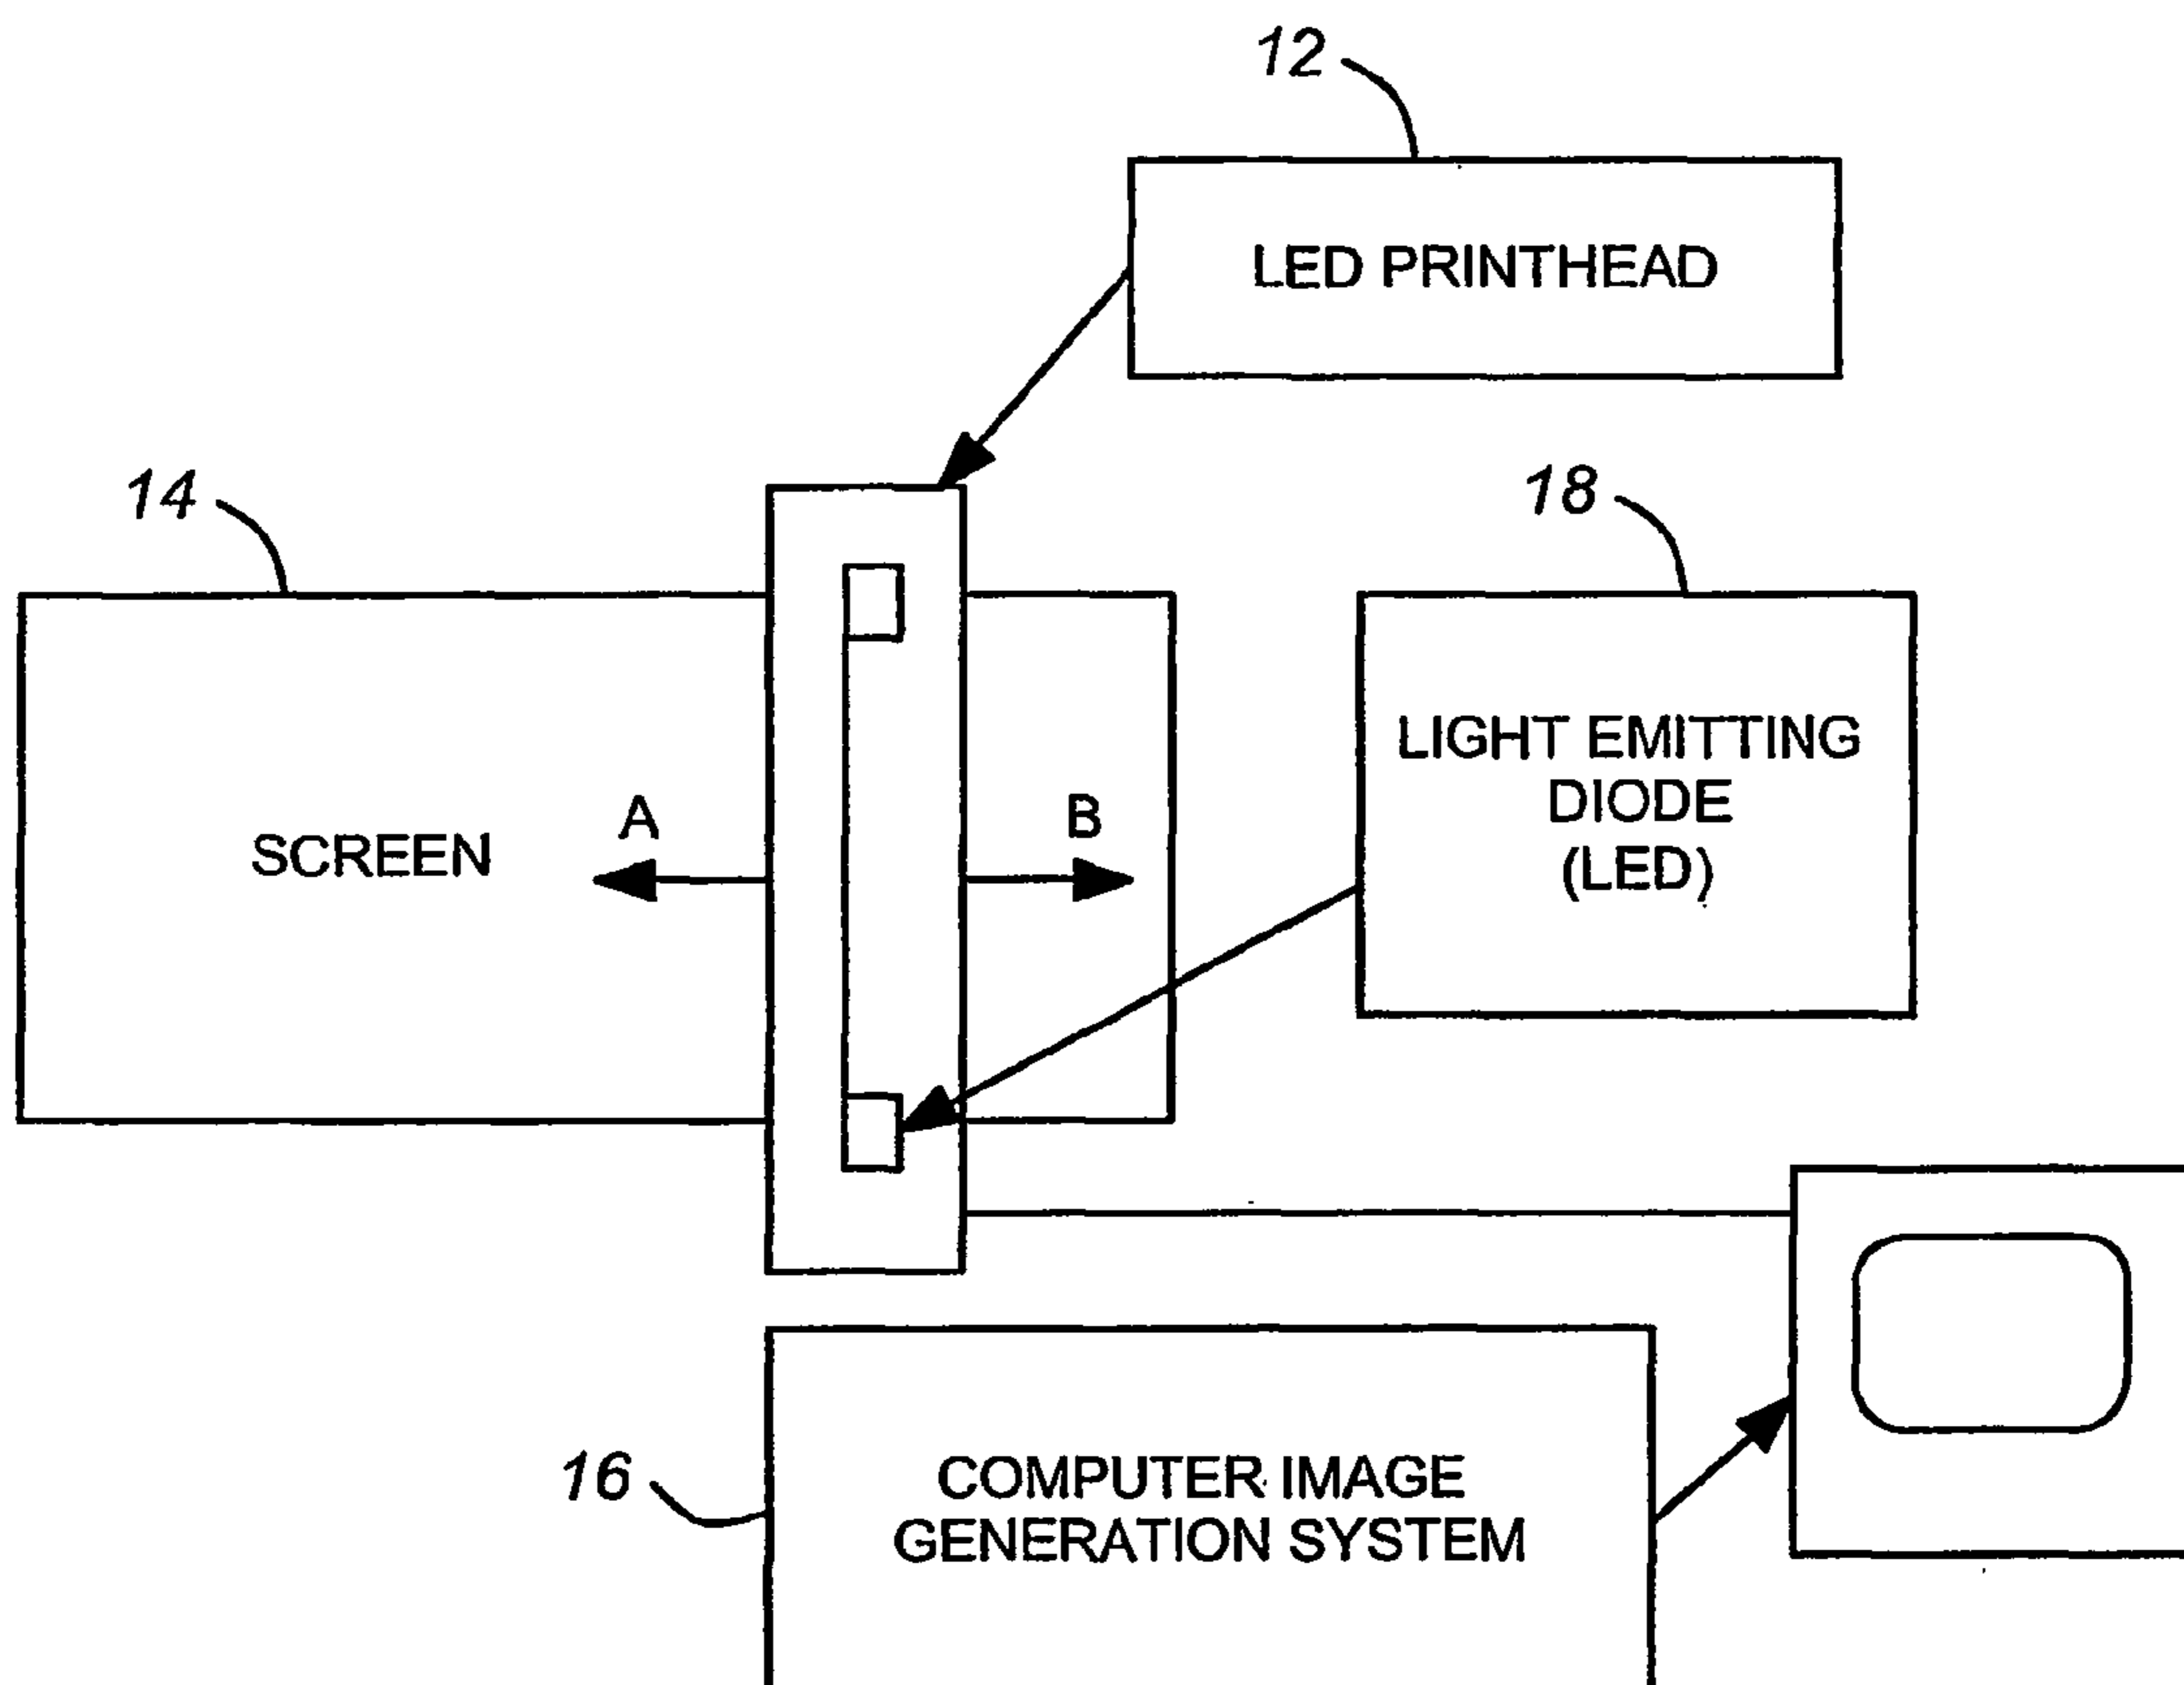 12
LED PRINTHEAD
14
18
SCREEN
A
B
LIGHT EMITTING
DIODE
(LED)
16
COMPUTER IMAGE
GENERATION SYSTEM